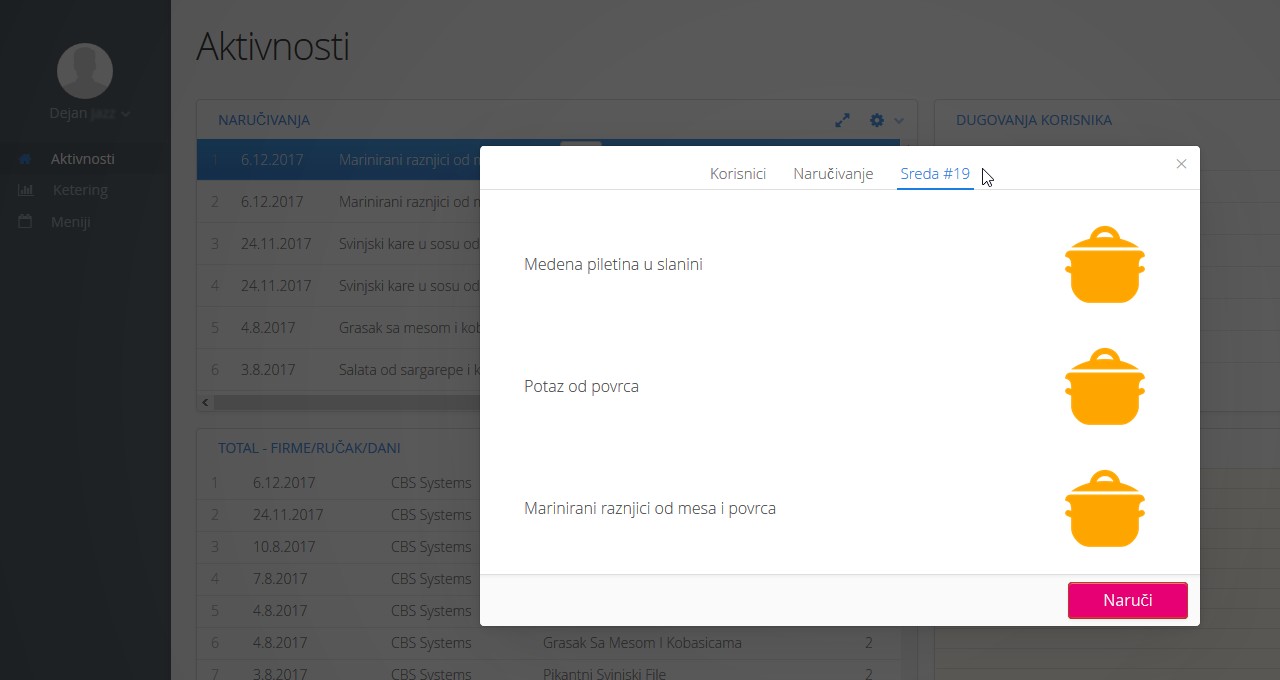 Aktivnosti
Dejan
Aktivnosti
Ketering
Meniji
NARUČIVANJA
DUGOVANJA KORISNIKA
1 6.12.2017 Marinirani raznjici od
2 6.12.2017 Marinirani raznjici od
3 24.11.2017 Svinjski kare u sosu od
4 24.11.2017 Svinjski kare u sosu od
5 4.8.2017 Grasak sa mesom i
6 3.8.2017 Salata od sargarepe i
TOTAL - FIRME/RUČAK/DANI
1 6.12.2017 CBS Systems
2 24.11.2017 CBS Systems
3 10.8.2017 CBS Systems
4 7.8.2017 CBS Systems
5 4.8.2017 CBS Systems
6 4.8.2017 CBS Systems Grasak Sa Mesom I Kobasicama 2
7 3.8.2017 CBS Systems Pikantni Svinjski File 2
Korisnici Naručivanje Sreda #19
Medena piletina u slanini
Potaz od povrca
Marinirani raznjici od mesa i povrca
Naruči